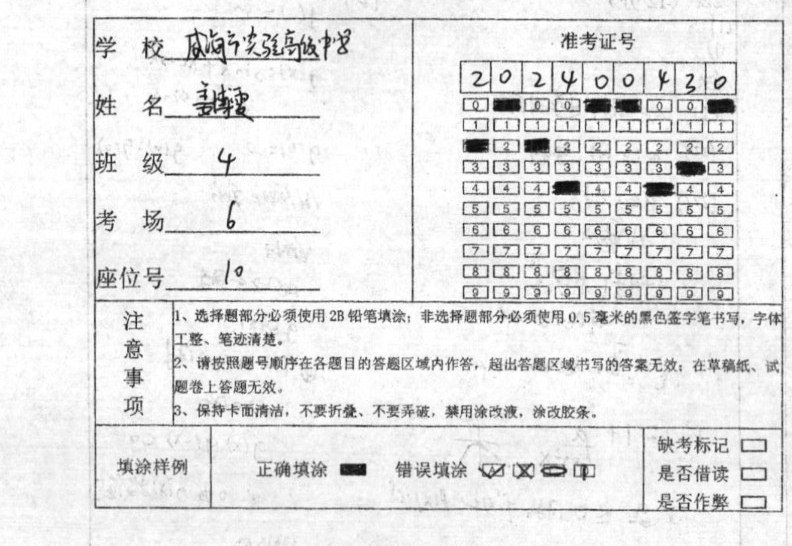 学 校 威海市实验高级中学
姓 名
班 级 4
考 场 6
座位号 10
准考证号
2 0 2 4 0 0 4 3 0
0 0 0 0 0
1 1 1 1 1 1 1 1 1
2 2 2 2 2 2 2
3 3 3 3 3 3 3 3
4 4 4 4 4 4 4
5 5 5 5 5 5 5 5 5
6 6 6 6 6 6 6 6 6
7 7 7 7 7 7 7 7 7
8 8 8 8 8 8 8 8 8
9 9 9 9 9 9 9 9 9
注意事项
1、选择题部分必须使用 2B 铅笔填涂；非选择题部分必须使用 0.5 毫米的黑色签字笔书写，字体
工整、笔迹清楚。
2、请按照题号顺序在各题目的答题区域内作答，超出答题区域书写的答案无效；在草稿纸、试
题卷上答题无效。
3、保持卡面清洁，不要折叠、不要弄破，禁用涂改液，涂改胶条。
填涂样例 正确填涂 错误填涂
缺考标记
是否借读
是否作弊